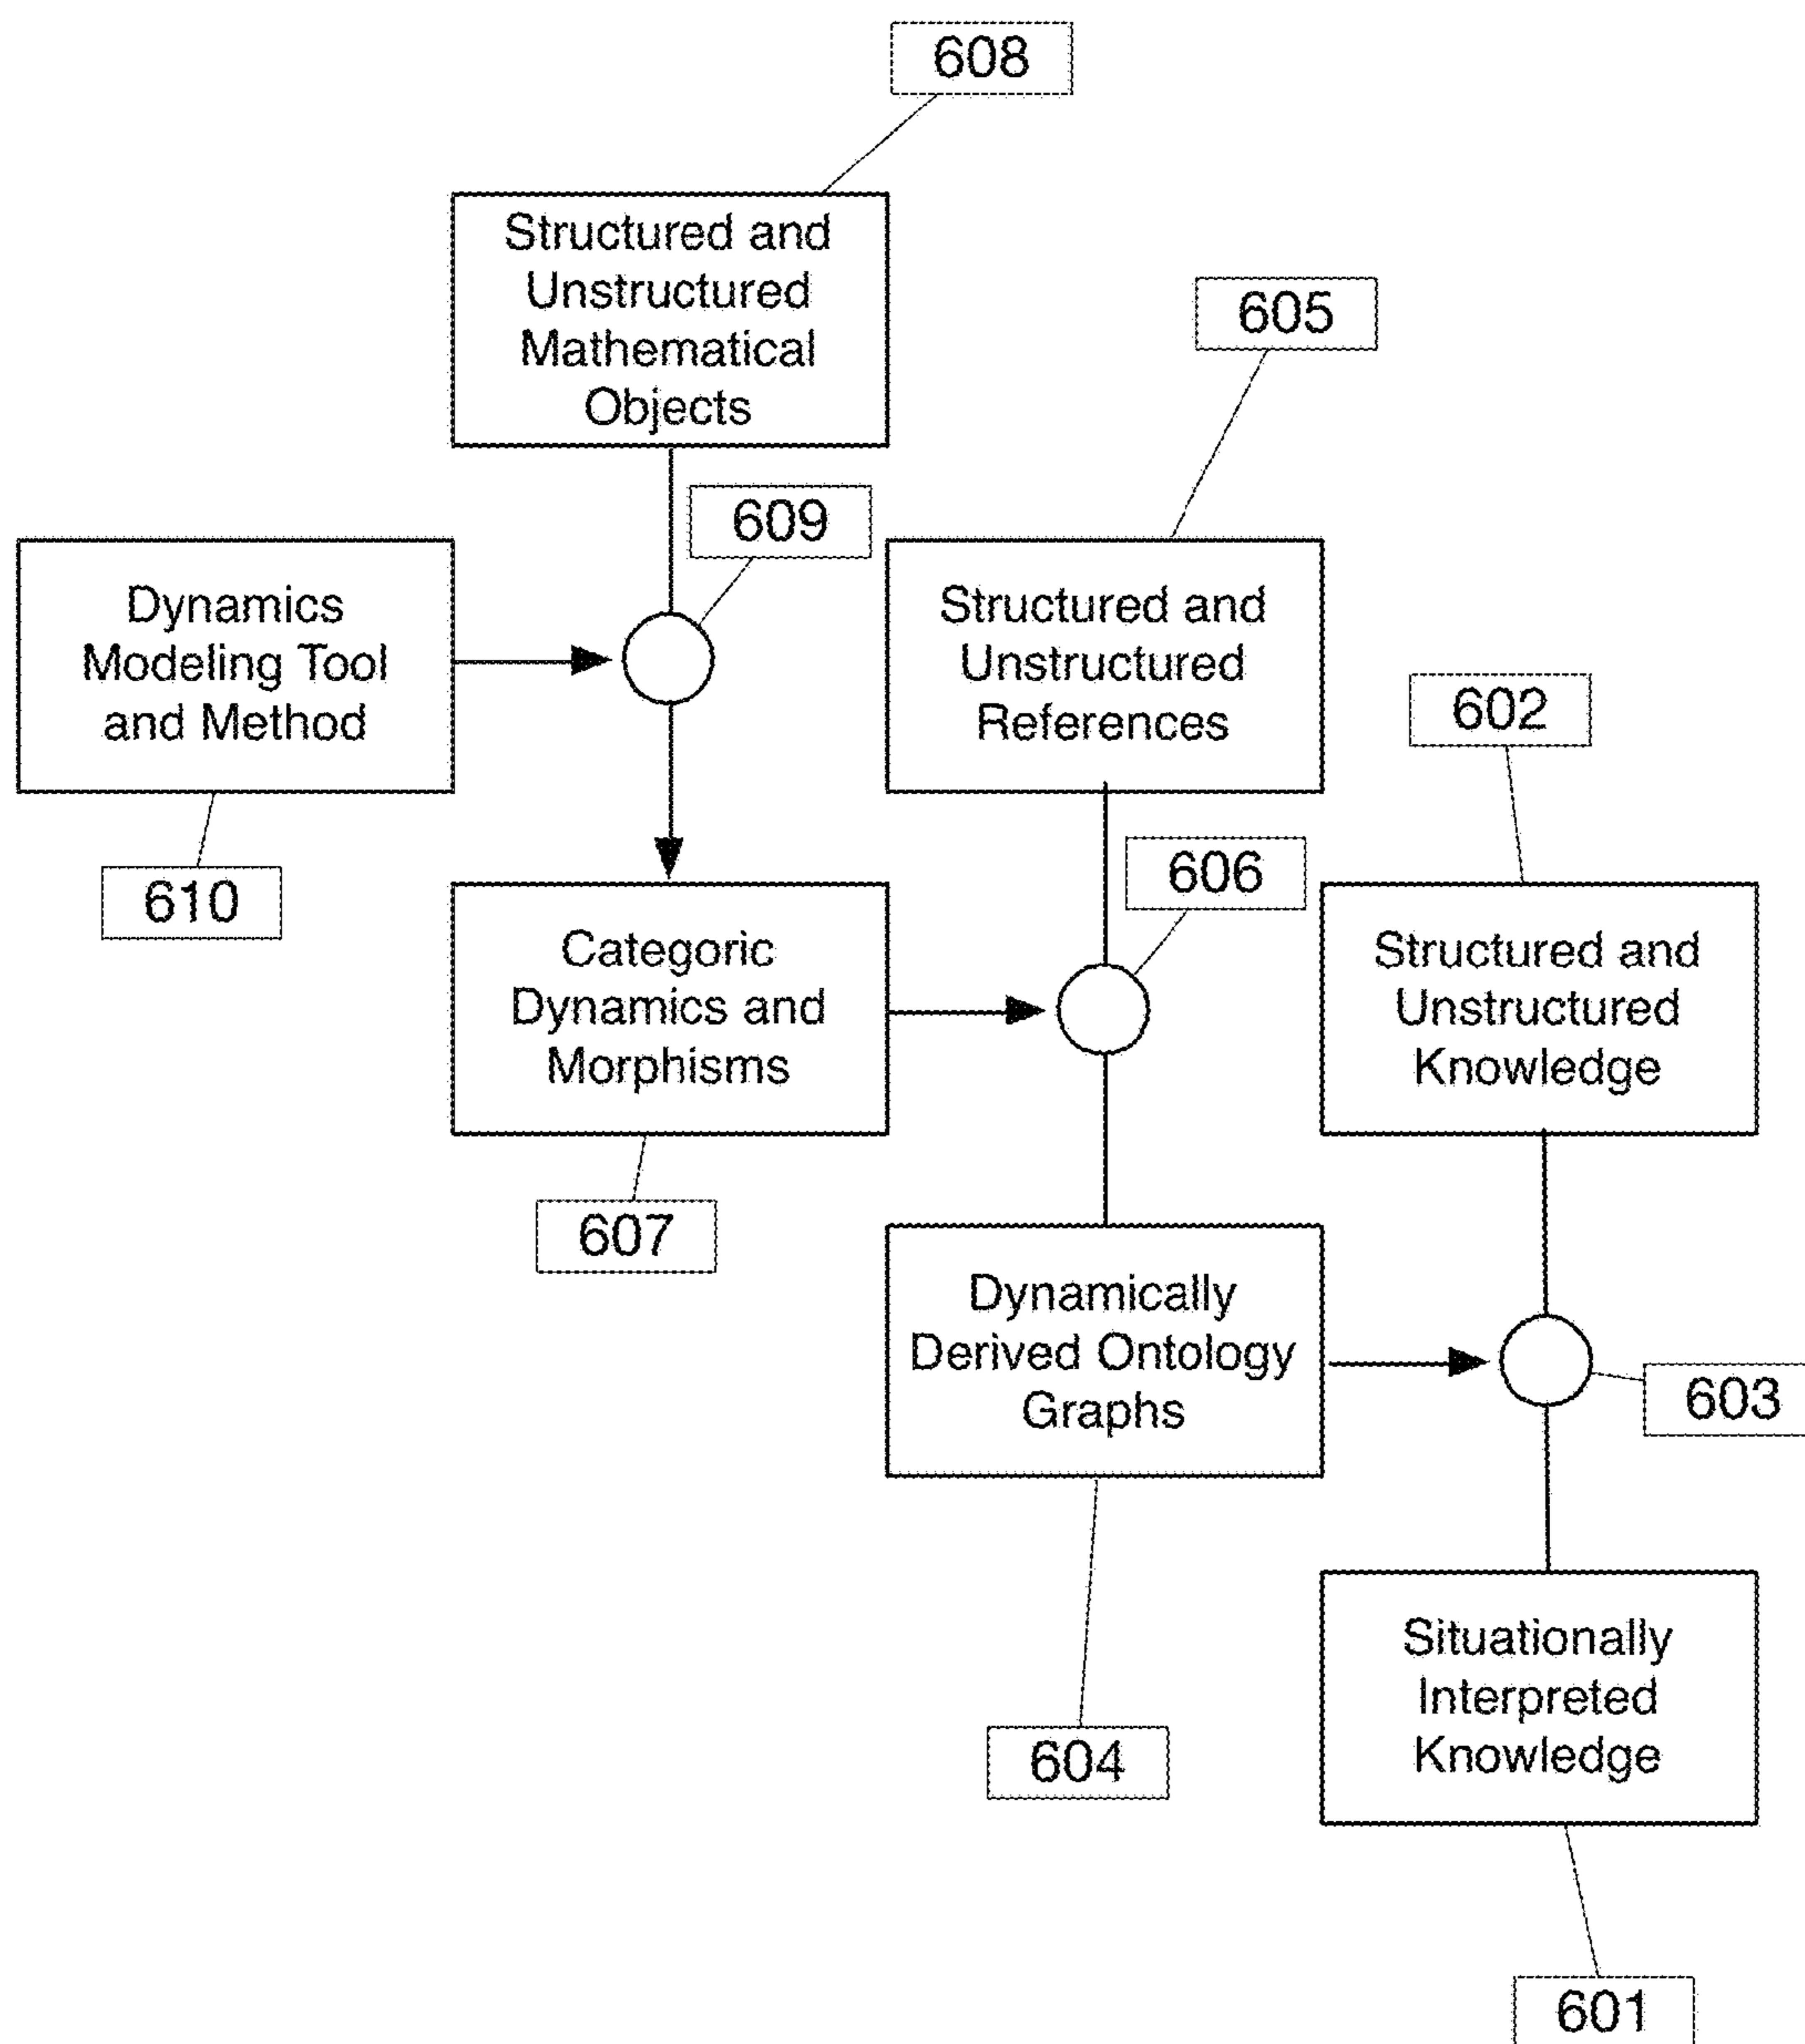 608
Structured and
Unstructured
Mathematical
Objects
605
609
Dynamics
Modeling Tool
and Method
Structured and
Unstructured
References
602
610
606
Categoric
Dynamics and
Morphisms
Structured and
Unstructured
Knowledge
607
Dynamically
Derived Ontology
Graphs
603
Situationally
Interpreted
Knowledge
604
601